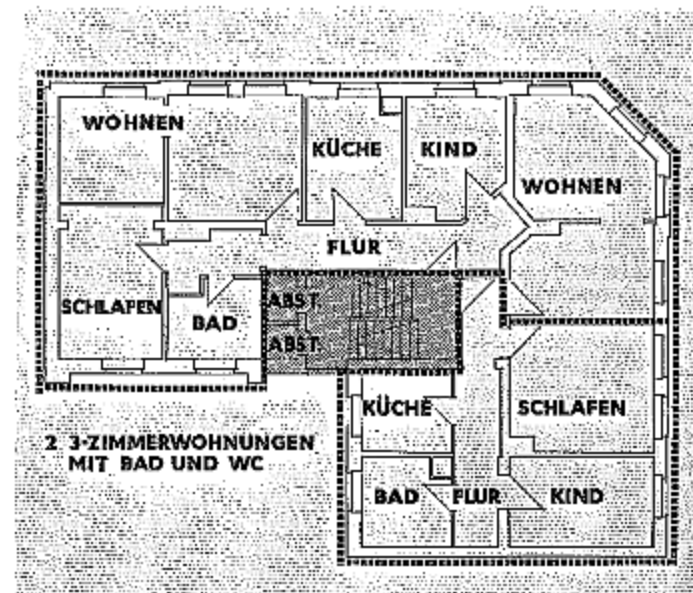 WOHNEN
KÜCHE
KIND
WOHNEN
FLUR
SCHLAFEN
BAD
ABST.
ABST.
KÜCHE
SCHLAFEN
2 3-ZIMMERWOHNUNGEN
MIT BAD UND WC
BAD
FLUR
KIND